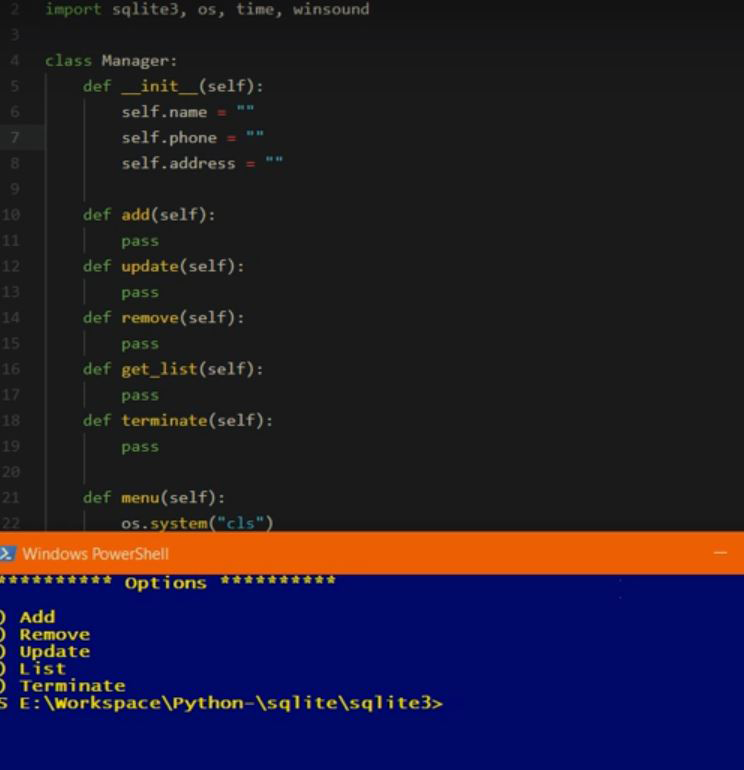 2 import sqlite3, os, time, winsound
3
4 class Manager:
5 def __init__(self):
6 self.name = ""
7 self.phone = ""
8 self.address = ""
9
10 def add(self):
11 pass
12 def update(self):
13 pass
14 def remove(self):
15 pass
16 def get_list(self):
17 pass
18 def terminate(self):
19 pass
20
21 def menu(self):
22 os.system("cls")
Windows PowerShell
********** Options **********
) Add
) Remove
) Update
) List
) Terminate
S E:\Workspace\Python-\sqlite\sqlite3>